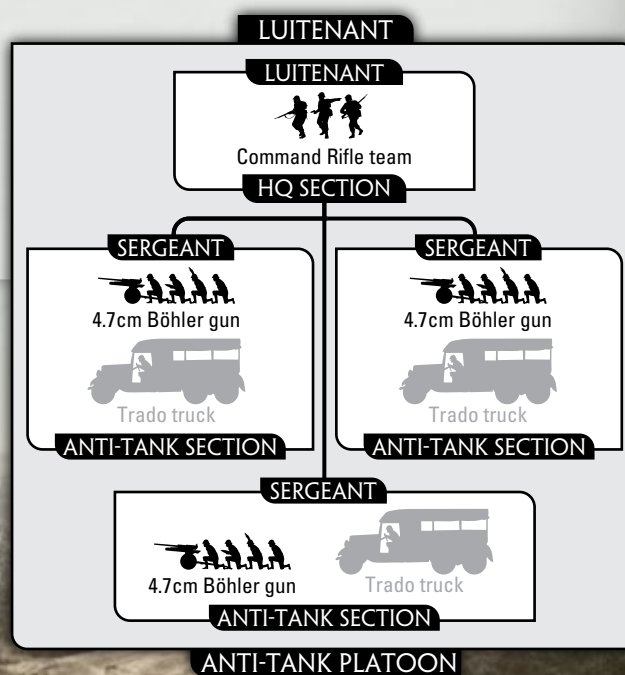 LUITENANT
LUITENANT
Command Rifle team
HQ SECTION
SERGEANT
4.7cm Böhler gun
Trado truck
ANTI-TANK SECTION
SERGEANT
4.7cm Böhler gun
Trado truck
ANTI-TANK SECTION
SERGEANT
4.7cm Böhler gun
Trado truck
ANTI-TANK SECTION
ANTI-TANK PLATOON